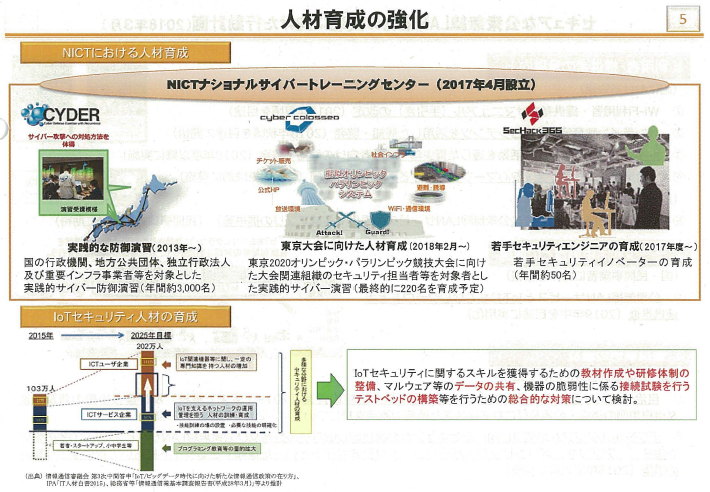 人材育成の強化
5
NICTにおける人材育成
NICTナショナルサイバートレーニングセンター（2017年4月設立）
CYDER
サイバー攻撃への対処方法を
体得
演習受講模様
実践的な防御演習（2013年～）
国の行政機関、地方公共団体、独立行政法人
及び重要インフラ事業者等を対象とした
実践的サイバー防御演習（年間約3,000名）
cyber colosseo
チケット販売
社会インフラ
公式HP
擬似オリンピック
パラリンピック
システム
放送環境
WiFi・通信環境
Attack!
Guard!
東京大会に向けた人材育成（2018年2月～）
東京2020オリンピック・パラリンピック競技大会に向
けた大会関連組織のセキュリティ担当者等を対象者とし
た実践的サイバー演習（最終的に220名を育成予定）
SecHack365
若手セキュリティエンジニアの育成（2017年度～）
若手セキュリティイノベーターの育成
（年間約50名）
IoTセキュリティ人材の育成
2015年
2025年目標
202万人
103万人
ICTユーザ企業
ICTサービス企業
若者・スタートアップ、小中学生等
IoT関連機器等に関し、一定の
専門知識を持つ人材の増加
IoTを支えるネットワークの運用
管理を担う人材の訓練・育成
・技能訓練の場の設置 ・必要な技能の明確化
プログラミング教育等の量的拡大
多様な分野における
セキュリティ人材の育成
IoTセキュリティに関するスキルを獲得するための教材作成や研修体制の
整備、マルウェア等のデータの共有、機器の脆弱性に係る接続試験を行う
テストベッドの構築等を行うための総合的な対策について検討。
（出典）情報通信審議会 第3次中間答申「IoT/ビッグデータ時代に向けた新たな情報通信政策の在り方」、
IPA「IT人材白書2015」、総務省等「情報通信業基本調査報告書（平成28年3月）」等より推計